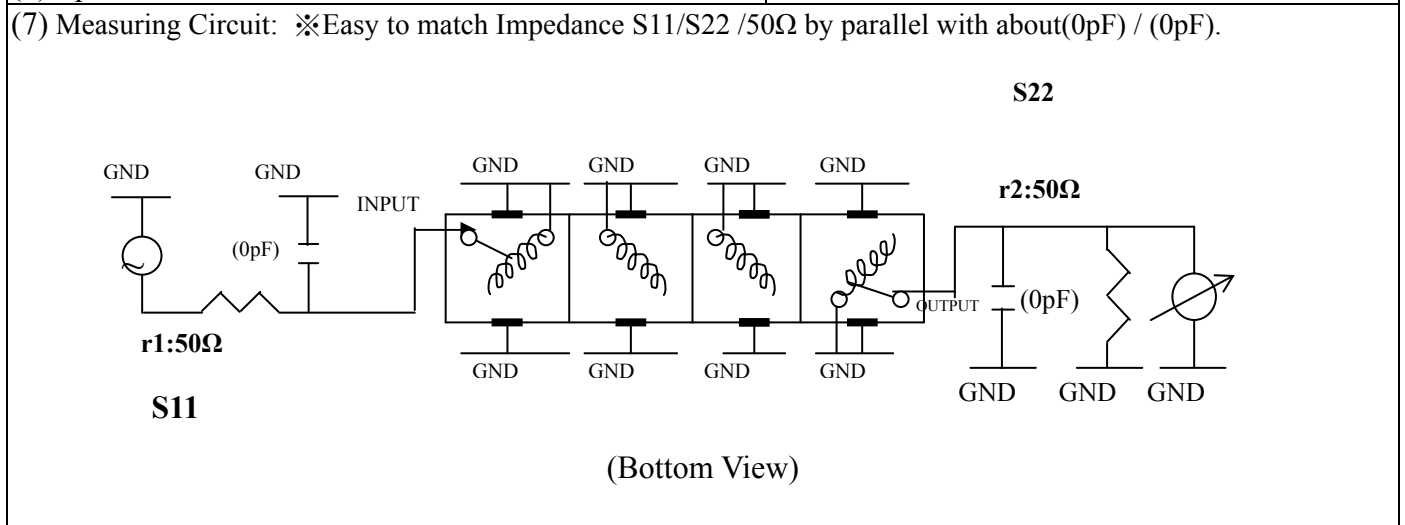 (7) Measuring Circuit: ※Easy to match Impedance S11/S22 /50Ω by parallel with about(0pF) / (0pF).
S22
GND GND GND GND GND GND
r2:50Ω
INPUT
(0pF)
OUTPUT (0pF)
r1:50Ω
GND GND GND GND
GND GND GND
S11
(Bottom View)